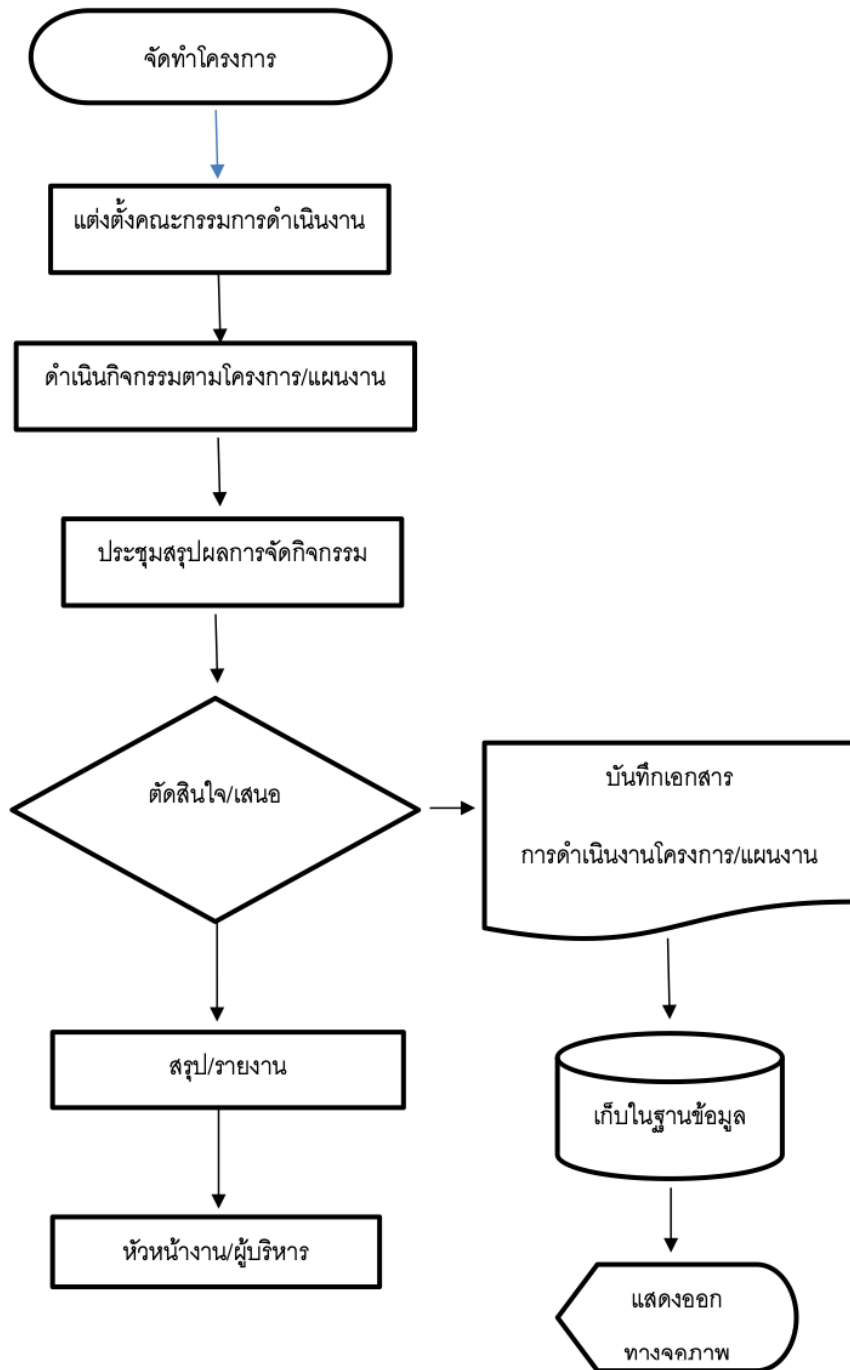 จัดทำโครงการ
แต่งตั้งคณะกรรมการดำเนินงาน
ดำเนินกิจกรรมตามโครงการ/แผนงาน
ประชุมสรุปผลการจัดกิจกรรม
ตัดสินใจ/เสนอ
บันทึกเอกสาร
การดำเนินงานโครงการ/แผนงาน
สรุป/รายงาน
เก็บในฐานข้อมูล
หัวหน้างาน/ผู้บริหาร
แสดงออก
ทางจอภาพ